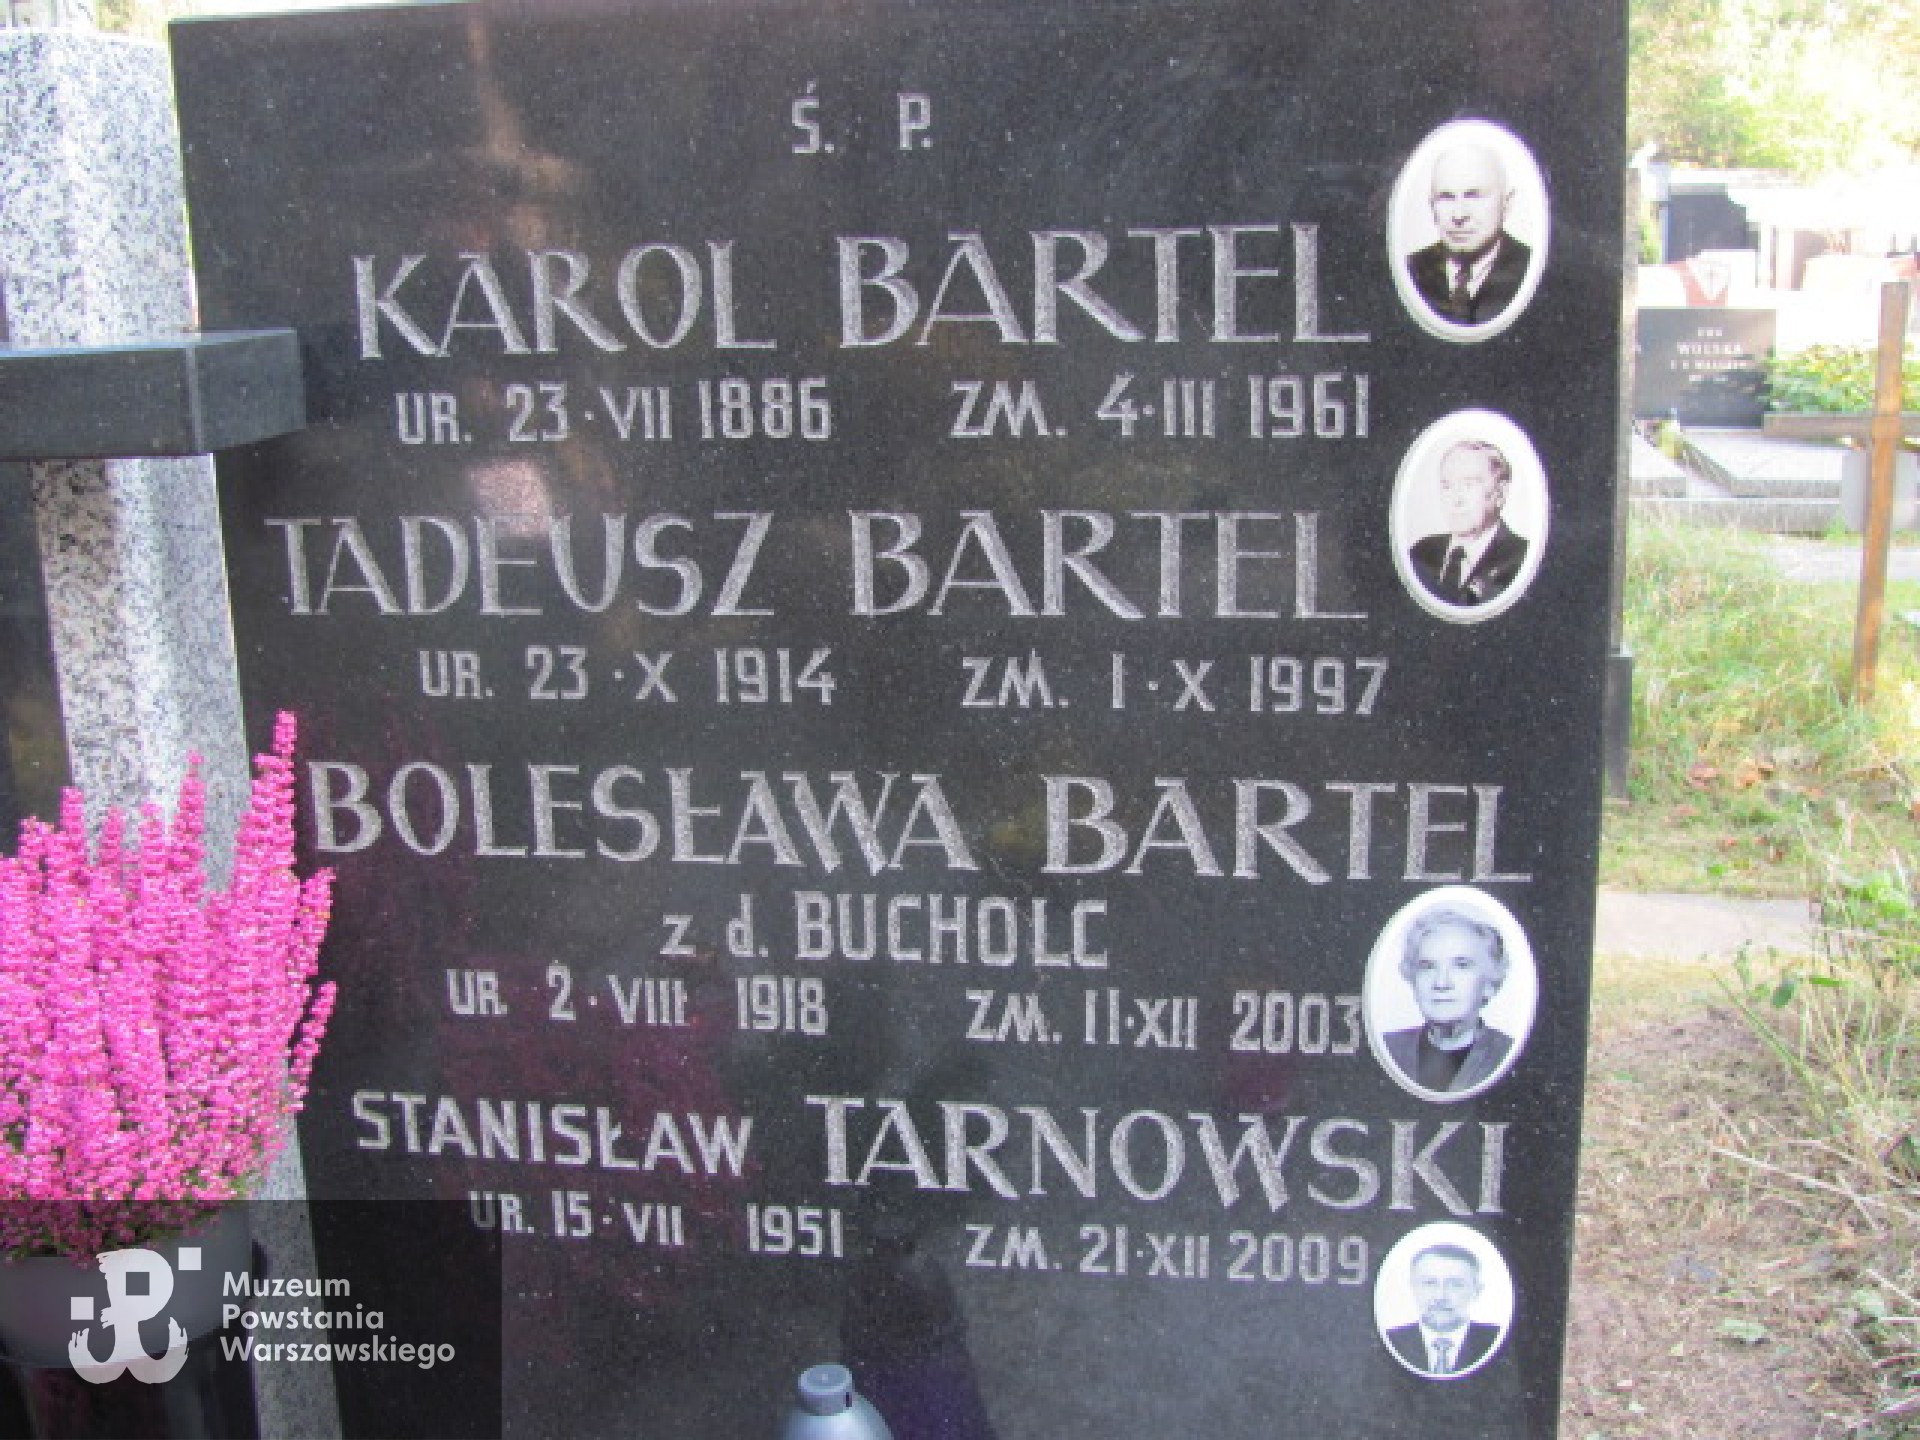 Ś. P.
KAROL BARTEL
UR. 23·VII 1886 ZM. 4·III 1961
TADEUSZ BARTEL
UR. 23·X 1914 ZM. 1·X 1997
BOLESŁAWA BARTEL
z d. BUCHOLC
UR. 2·VIII 1918 ZM. 11·XII 2003
STANISŁAW TARNOWSKI
UR. 15·VII 1951 ZM. 21·XII 2009
WOLSKA
Muzeum
Powstania
Warszawskiego